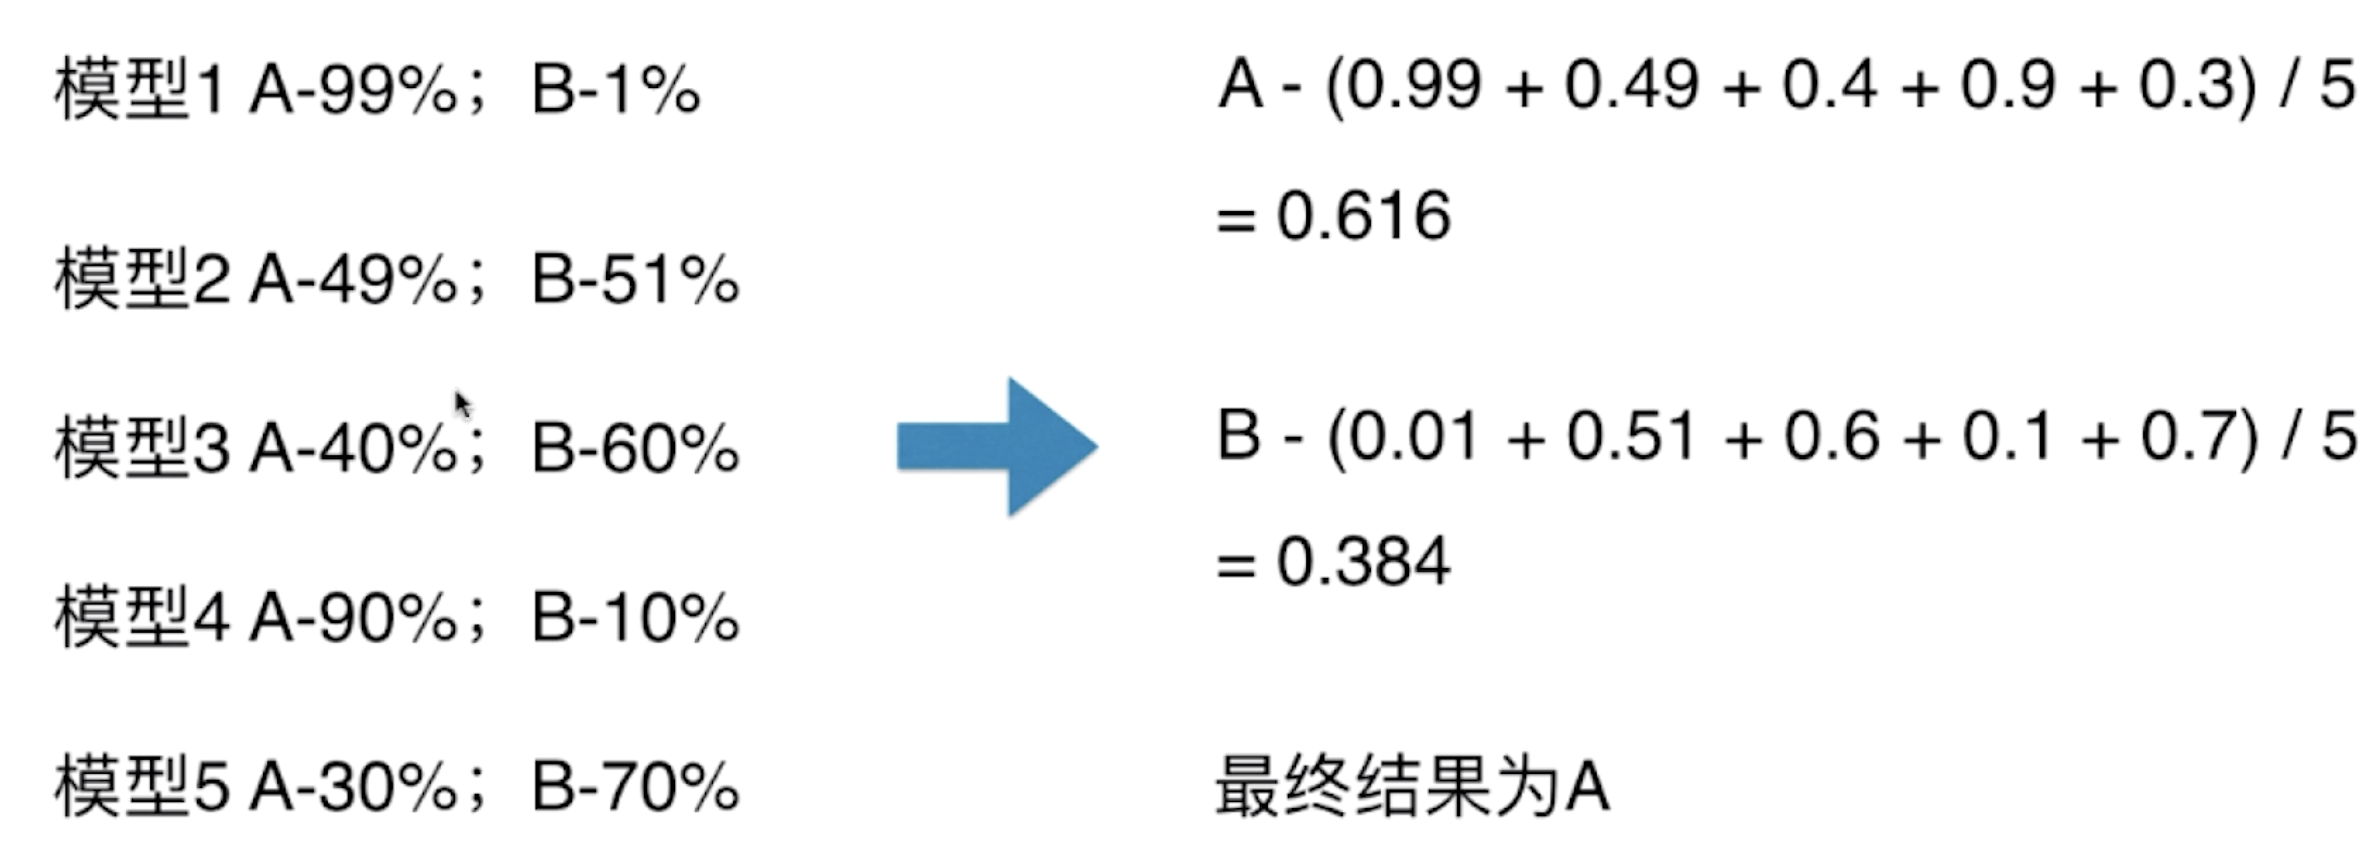 模型1 A-99%；B-1%
模型2 A-49%；B-51%
模型3 A-40%；B-60%
模型4 A-90%；B-10%
模型5 A-30%；B-70%
A - (0.99 + 0.49 + 0.4 + 0.9 + 0.3) / 5
= 0.616
B - (0.01 + 0.51 + 0.6 + 0.1 + 0.7) / 5
= 0.384
最终结果为A